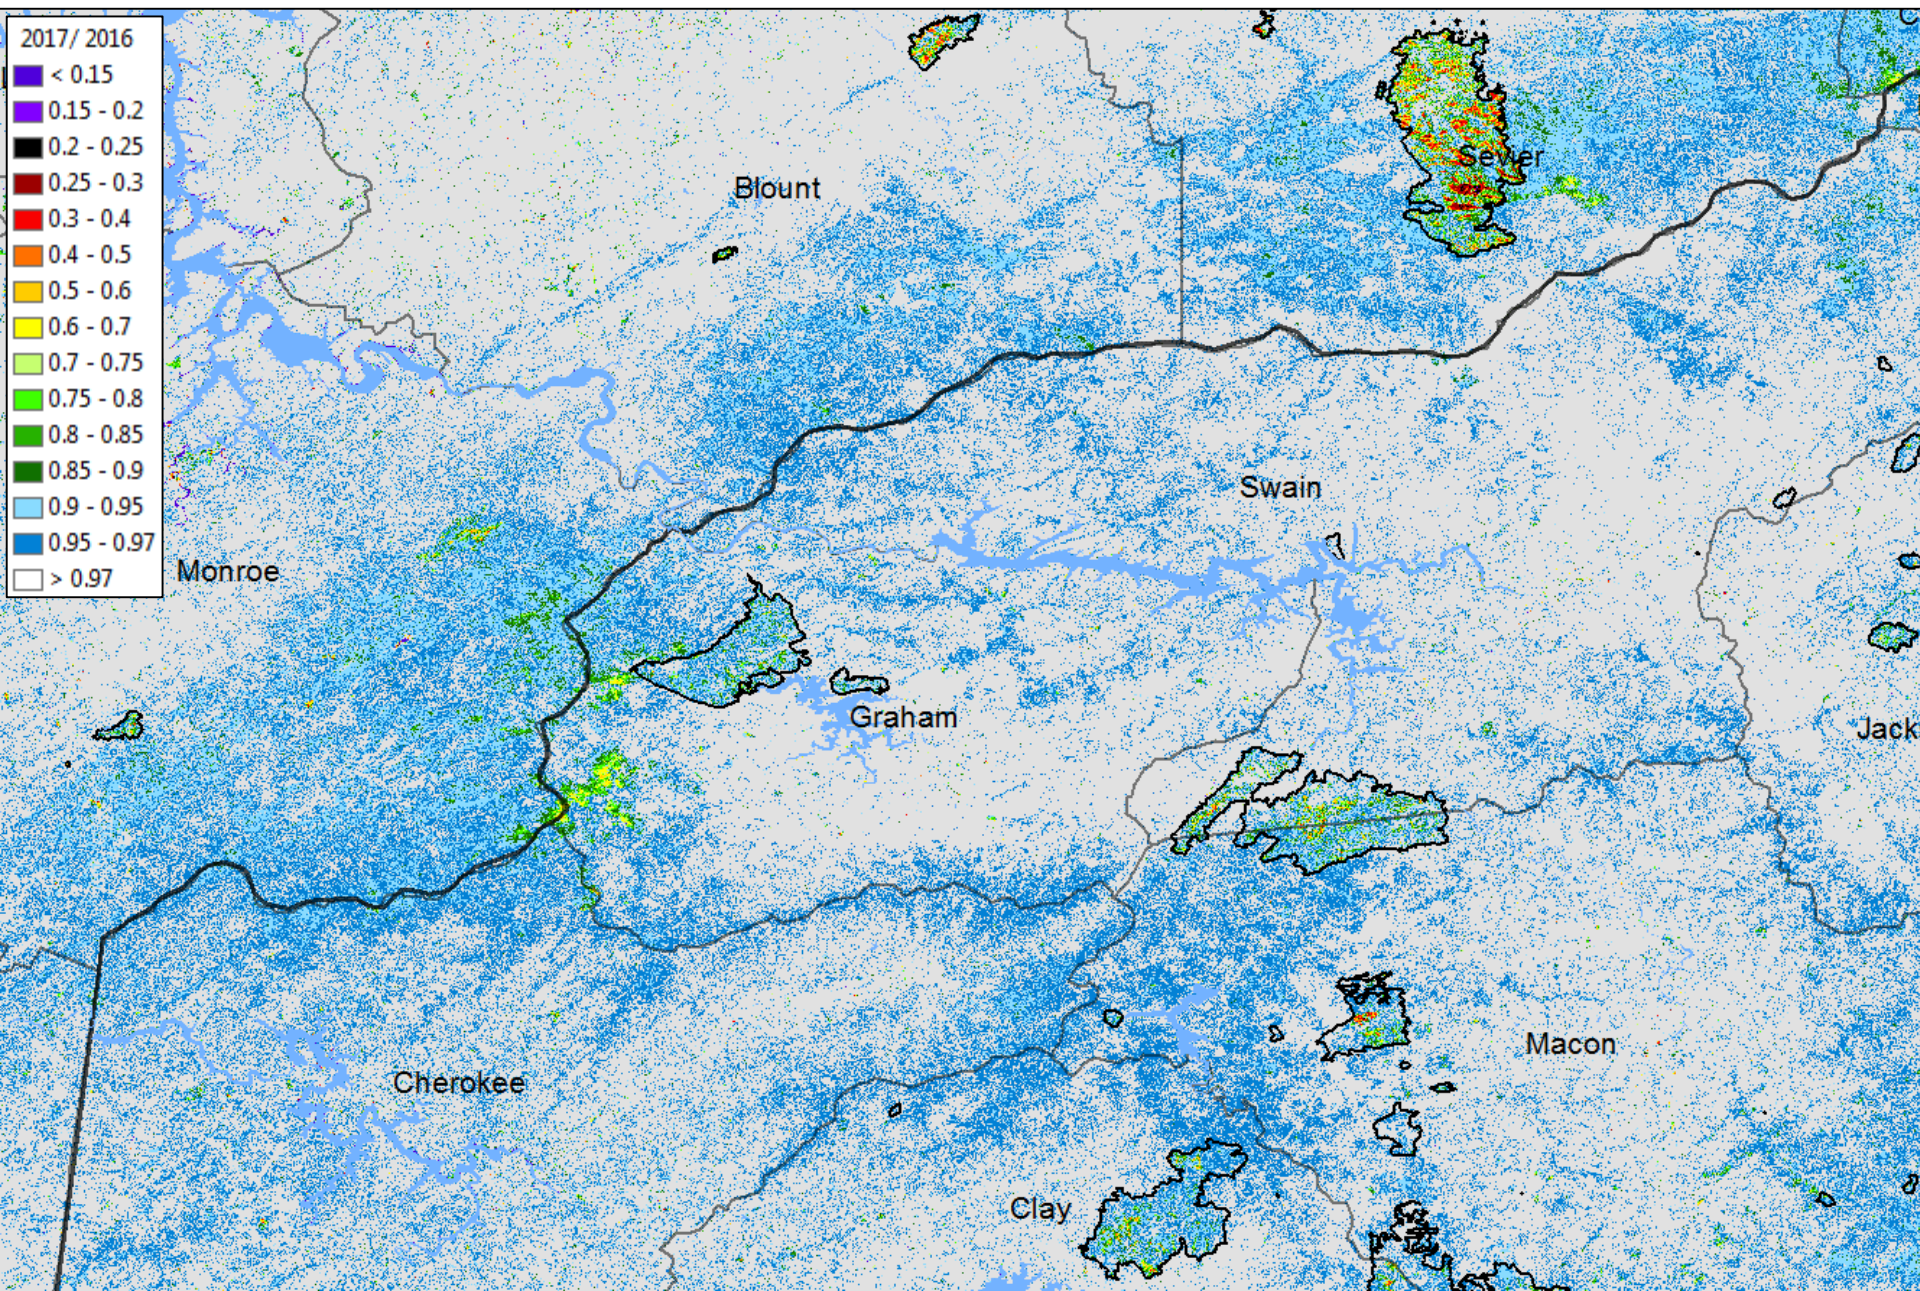 2017/ 2016
< 0.15
0.15 - 0.2
0.2 - 0.25
0.25 - 0.3
0.3 - 0.4
0.4 - 0.5
0.5 - 0.6
0.6 - 0.7
0.7 - 0.75
0.75 - 0.8
0.8 - 0.85
0.85 - 0.9
0.9 - 0.95
0.95 - 0.97
> 0.97
Sevier
Blount
Swain
Monroe
Graham
Jack
Macon
Cherokee
Clay